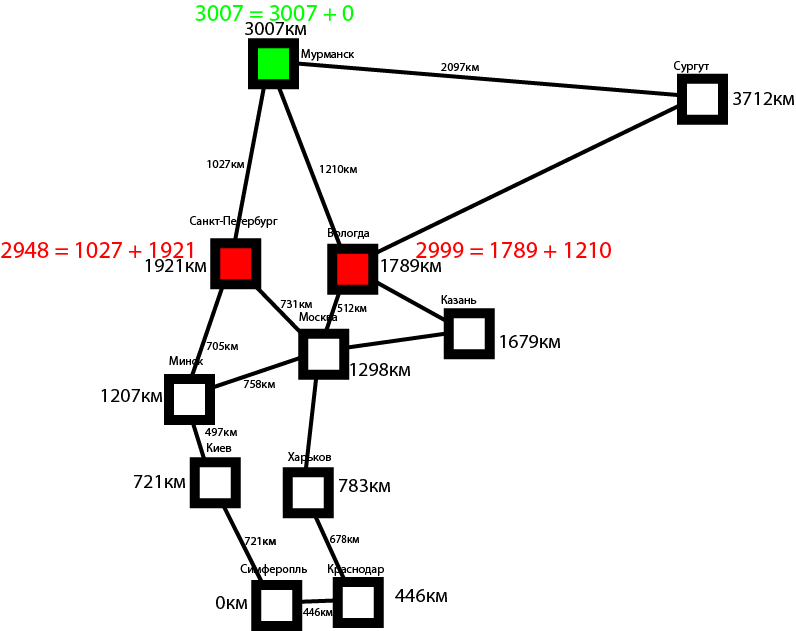 3007 = 3007 + 0
3007км
Мурманск
2097км
Сургут
3712км
1027км
1210км
Санкт-Петербург
Вологда
2948 = 1027 + 1921
1921км
1789км
2999 = 1789 + 1210
731км
512км
Казань
Москва
1679км
705км
Минск
758км
1298км
1207км
497км
Киев
Харьков
721км
783км
721км
678км
Симферопль
Краснодар
0км
446км
446км